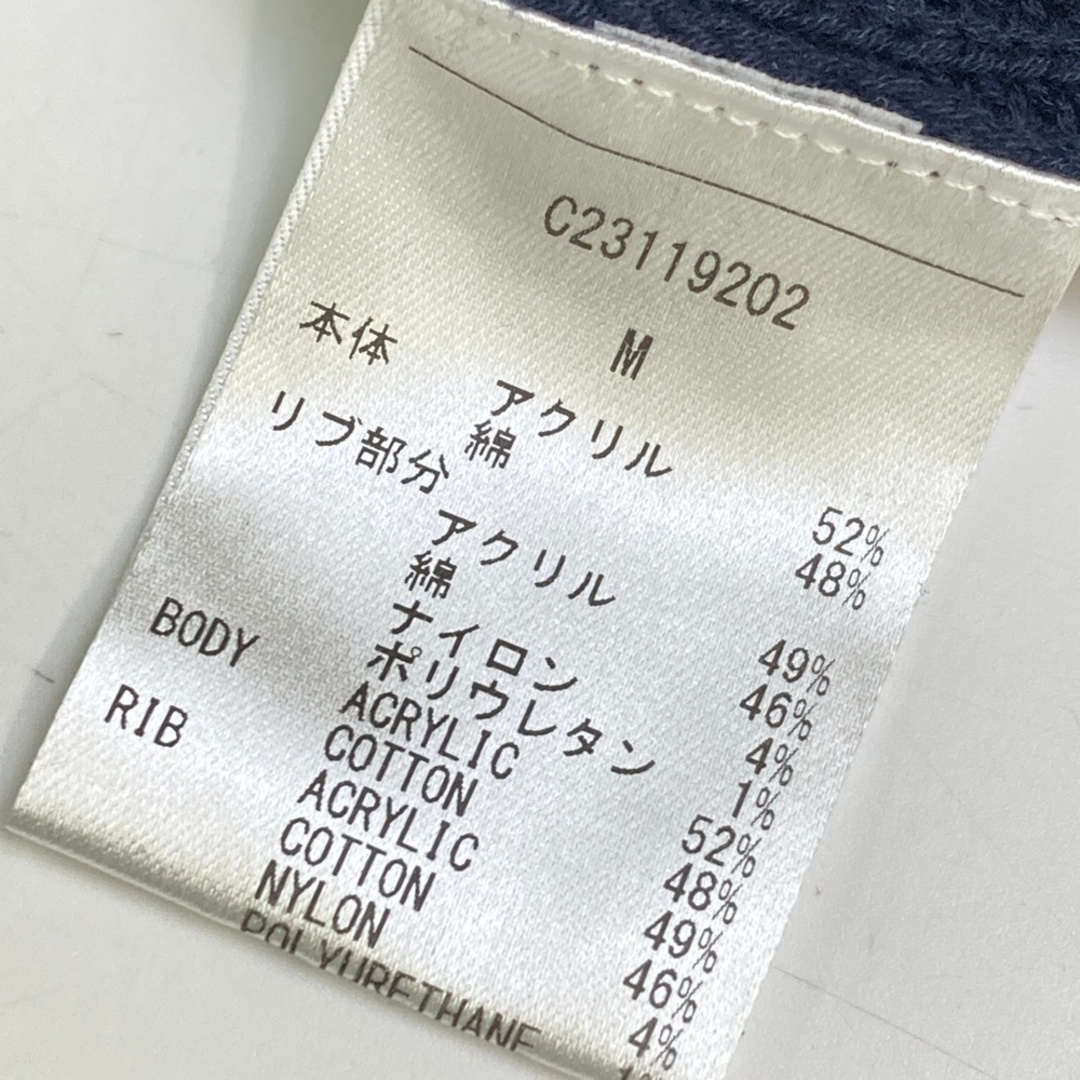 C23119202
M
本体 アクリル 52%
綿 48%
リブ部分
アクリル 49%
綿 46%
ナイロン 4%
ポリウレタン 1%
BODY ACRYLIC 52%
COTTON 48%
RIB ACRYLIC 49%
COTTON 46%
NYLON 4%
POLYURETHANE